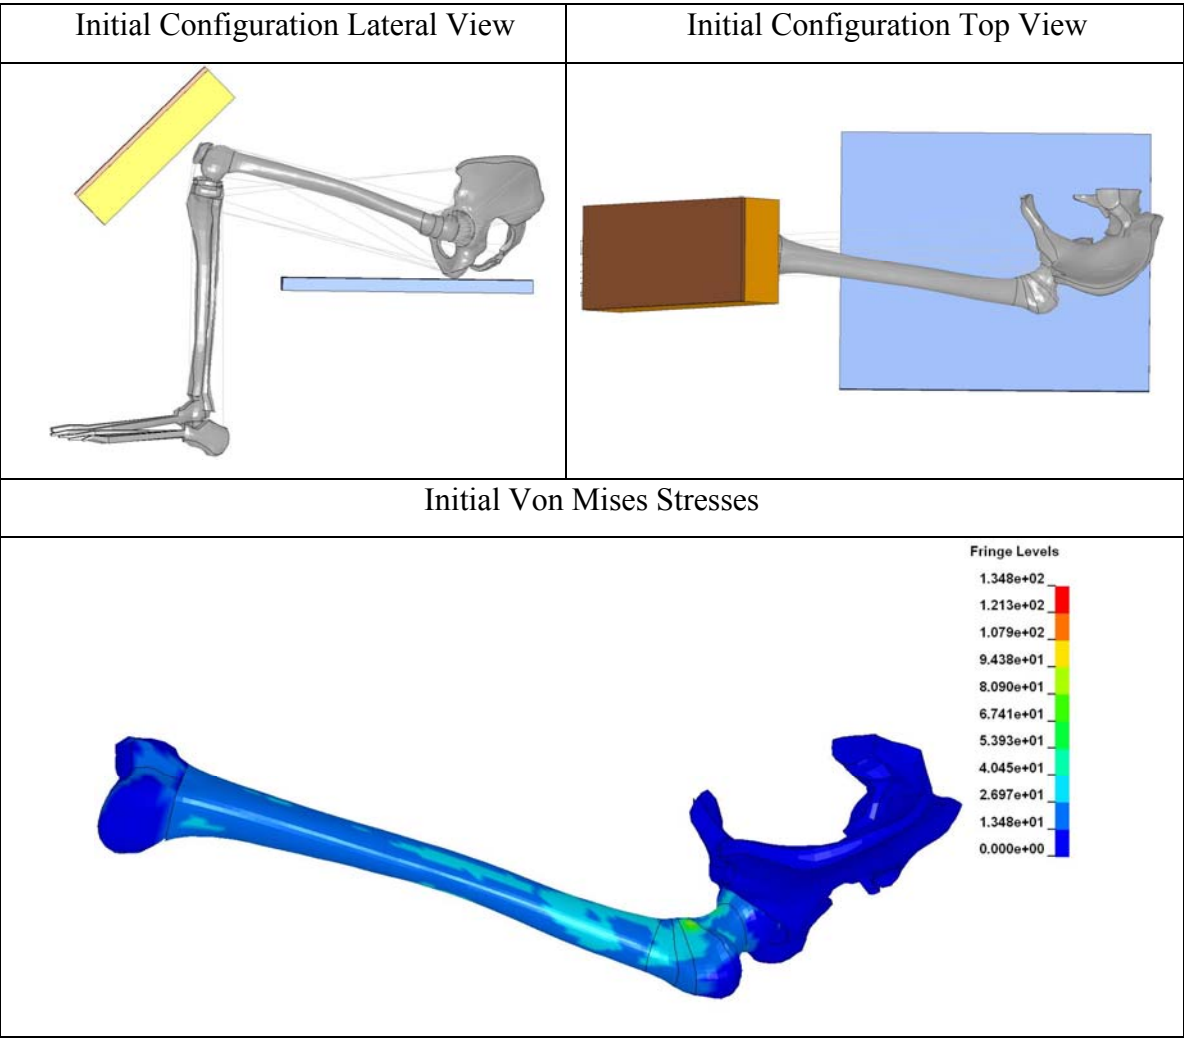 Initial Configuration Lateral View
Initial Configuration Top View
Initial Von Mises Stresses
Fringe Levels
1.348e+02
1.213e+02
1.079e+02
9.438e+01
8.090e+01
6.741e+01
5.393e+01
4.045e+01
2.697e+01
1.348e+01
0.000e+00